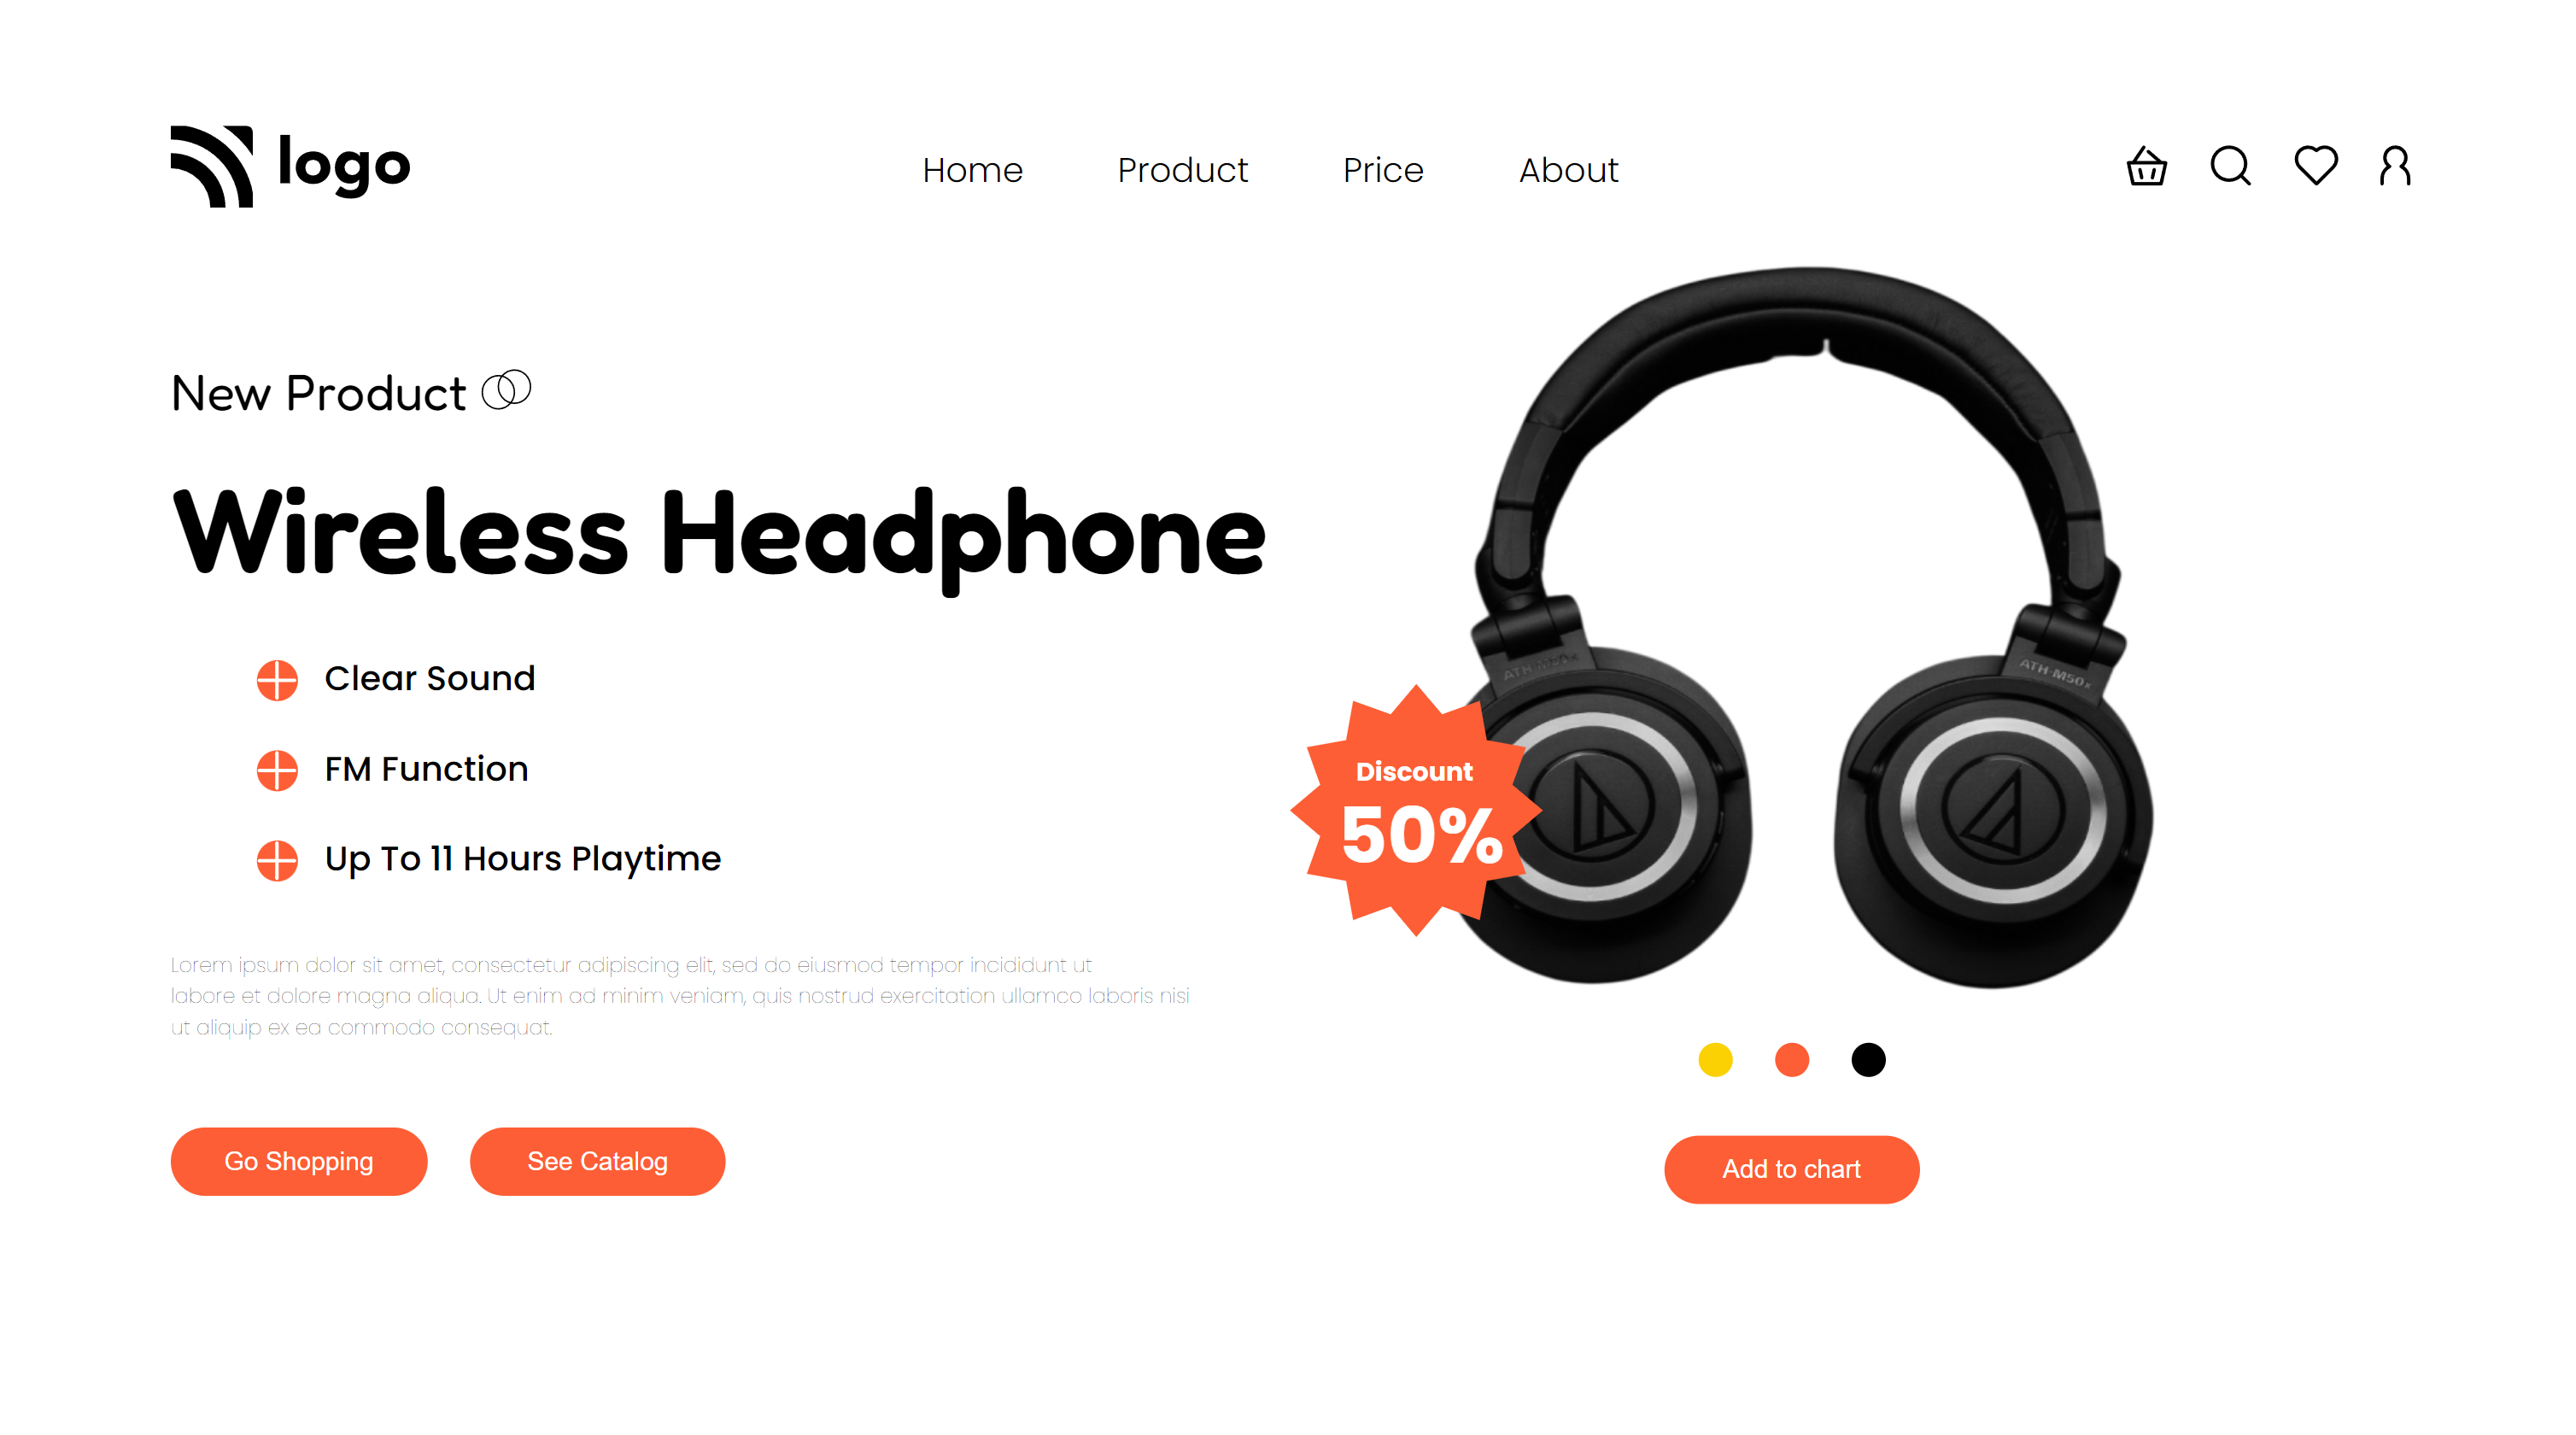 logo
Home
Product
Price
About
New Product
Wireless Headphone
Clear Sound
FM Function
Up To 11 Hours Playtime
Lorem ipsum dolor sit amet, consectetur adipiscing elit, sed do eiusmod tempor incididunt ut
labore et dolore magna aliqua. Ut enim ad minim veniam, quis nostrud exercitation ullamco laboris nisi
ut aliquip ex ea commodo consequat.
Go Shopping
See Catalog
ATH-M50x
ATH-M50x
Discount
50%
Add to chart